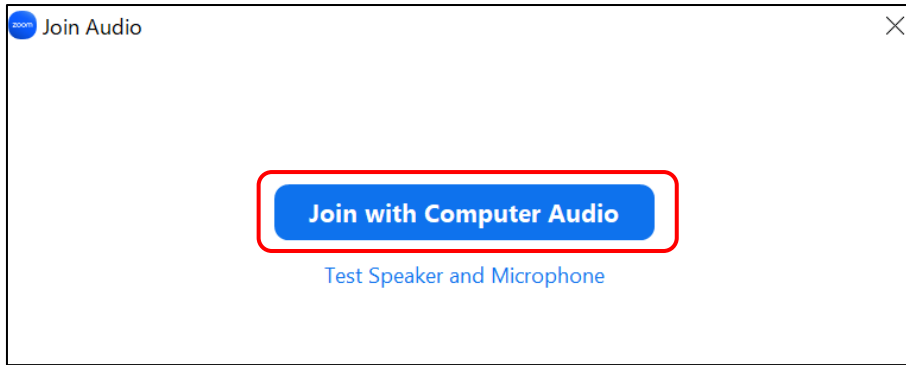 zoom Join Audio
Join with Computer Audio
Test Speaker and Microphone